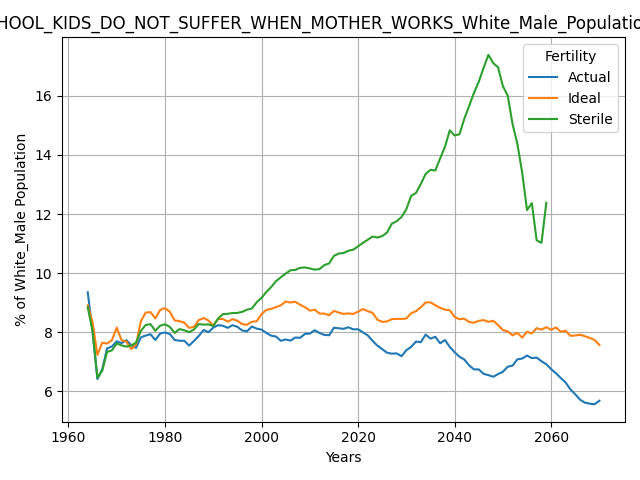 HOOL_KIDS_DO_NOT_SUFFER_WHEN_MOTHER_WORKS_White_Male_Populatio
Fertility
Actual
Ideal
Sterile
% of White_Male Population
16
14
12
10
8
6
1960 1980 2000 2020 2040 2060
Years